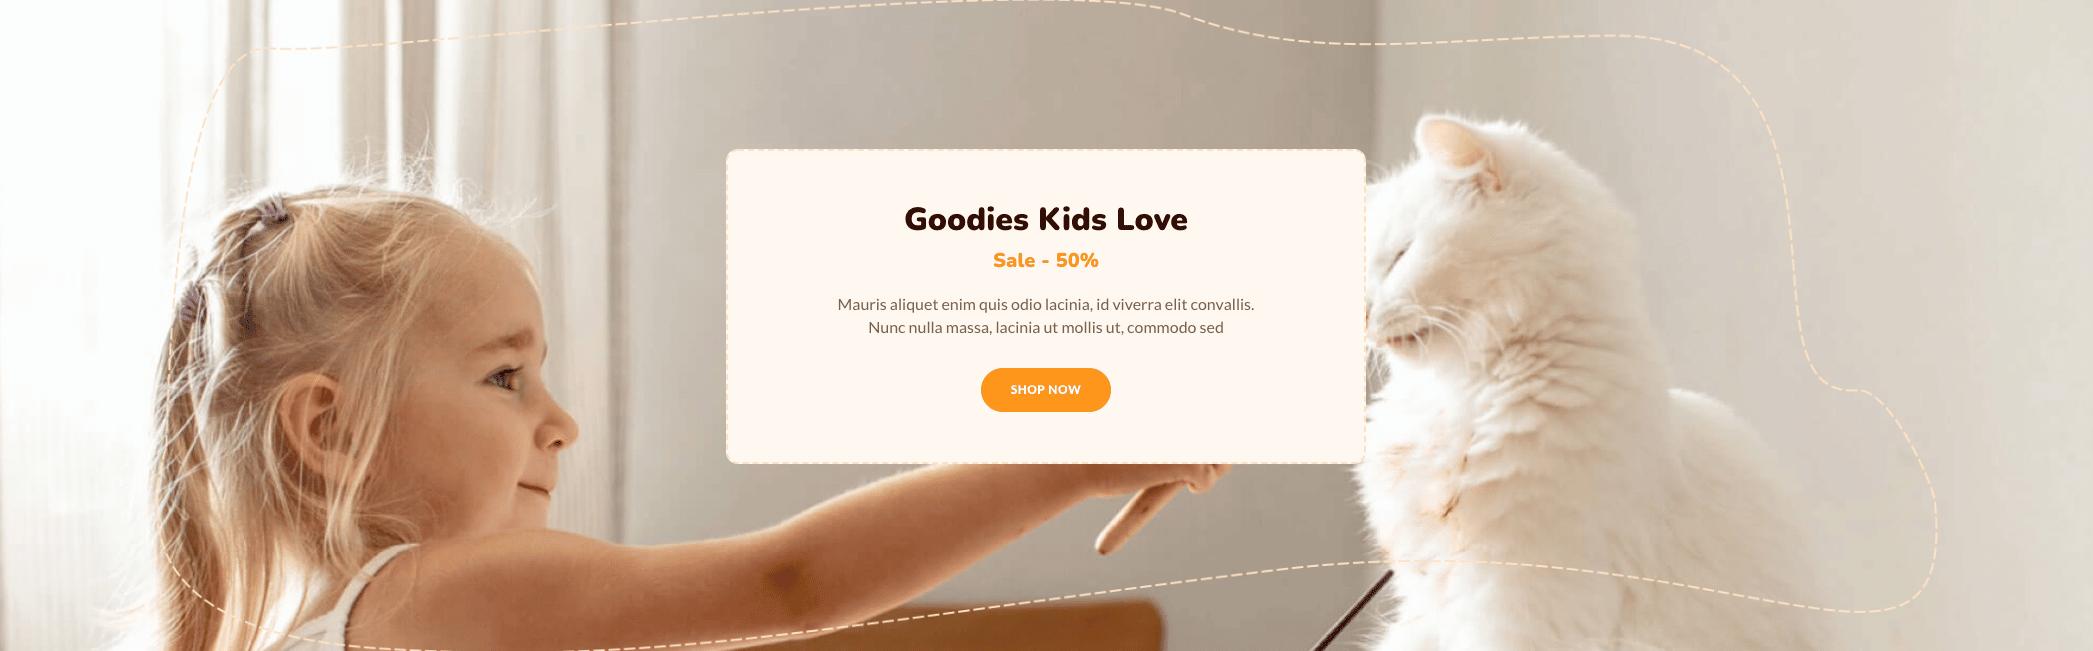 Goodies Kids Love
Sale - 50%
Mauris aliquet enim quis odio lacinia, id viverra elit convallis.
Nunc nulla massa, lacinia ut mollis ut, commodo sed
SHOP NOW